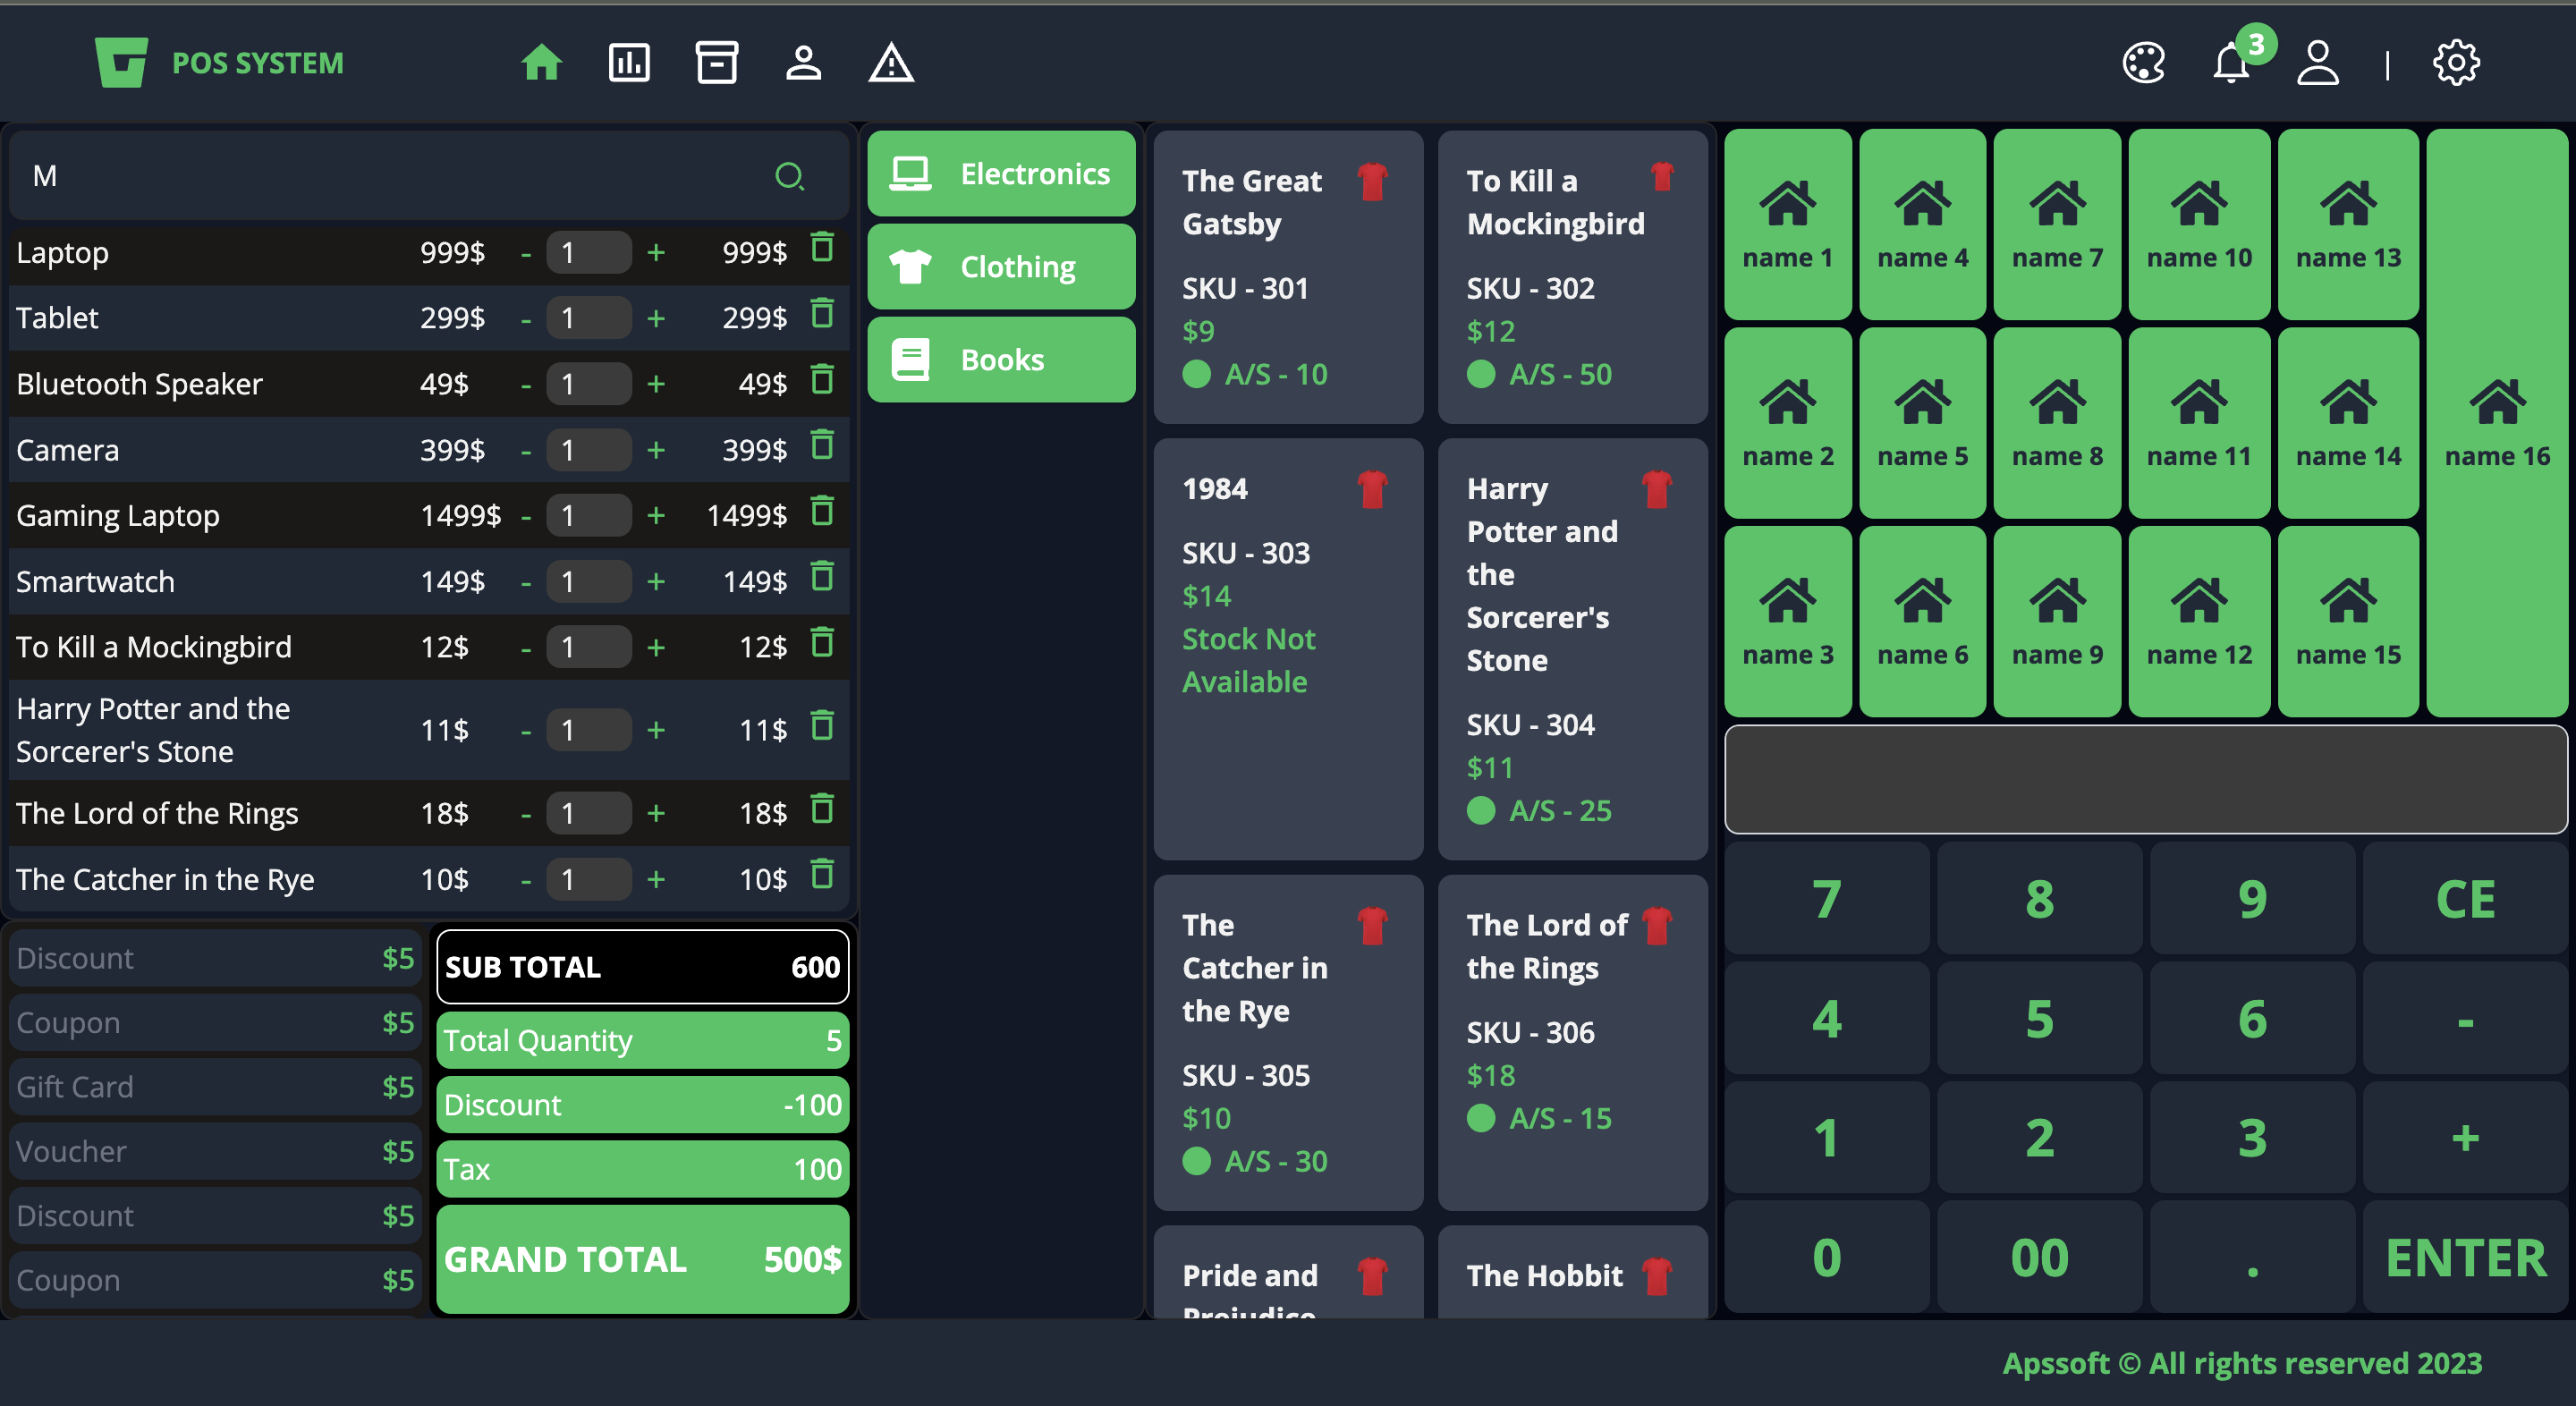 POS SYSTEM
3
M
Laptop 999$ - 1 + 999$
Tablet 299$ - 1 + 299$
Bluetooth Speaker 49$ - 1 + 49$
Camera 399$ - 1 + 399$
Gaming Laptop 1499$ - 1 + 1499$
Smartwatch 149$ - 1 + 149$
To Kill a Mockingbird 12$ - 1 + 12$
Harry Potter and the
Sorcerer's Stone 11$ - 1 + 11$
The Lord of the Rings 18$ - 1 + 18$
The Catcher in the Rye 10$ - 1 + 10$
Discount $5
Coupon $5
Gift Card $5
Voucher $5
Discount $5
Coupon $5
SUB TOTAL 600
Total Quantity 5
Discount -100
Tax 100
GRAND TOTAL 500$
Electronics
Clothing
Books
The Great
Gatsby
SKU - 301
$9
A/S - 10
To Kill a
Mockingbird
SKU - 302
$12
A/S - 50
1984
SKU - 303
$14
Stock Not
Available
Harry
Potter and
the
Sorcerer's
Stone
SKU - 304
$11
A/S - 25
The
Catcher in
the Rye
SKU - 305
$10
A/S - 30
The Lord of
the Rings
SKU - 306
$18
A/S - 15
Pride and
Prejudice
The Hobbit
name 1 name 4 name 7 name 10 name 13
name 2 name 5 name 8 name 11 name 14 name 16
name 3 name 6 name 9 name 12 name 15
7 8 9 CE
4 5 6 -
1 2 3 +
0 00 . ENTER
Apssoft © All rights reserved 2023